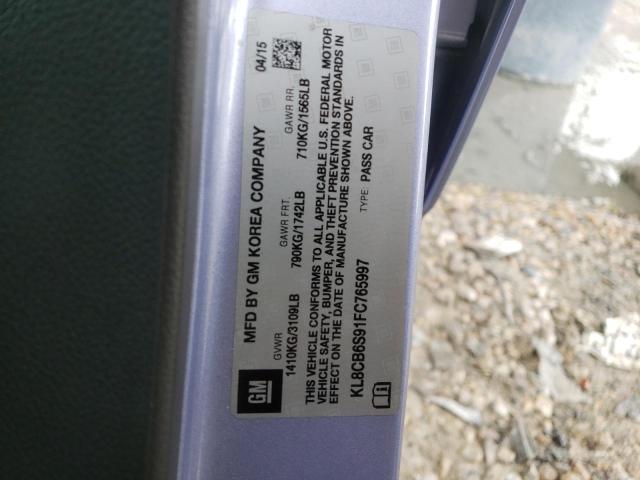 MFD BY GM KOREA COMPANY 04/15
GVWR GAWR FRT. GAWR RR.
1410KG/3109LB 790KG/1742LB 710KG/1565LB
THIS VEHICLE CONFORMS TO ALL APPLICABLE U.S. FEDERAL MOTOR
VEHICLE SAFETY, BUMPER, AND THEFT PREVENTION STANDARDS IN
EFFECT ON THE DATE OF MANUFACTURE SHOWN ABOVE.
KL8CB6S91FC765997 TYPE: PASS CAR
GM